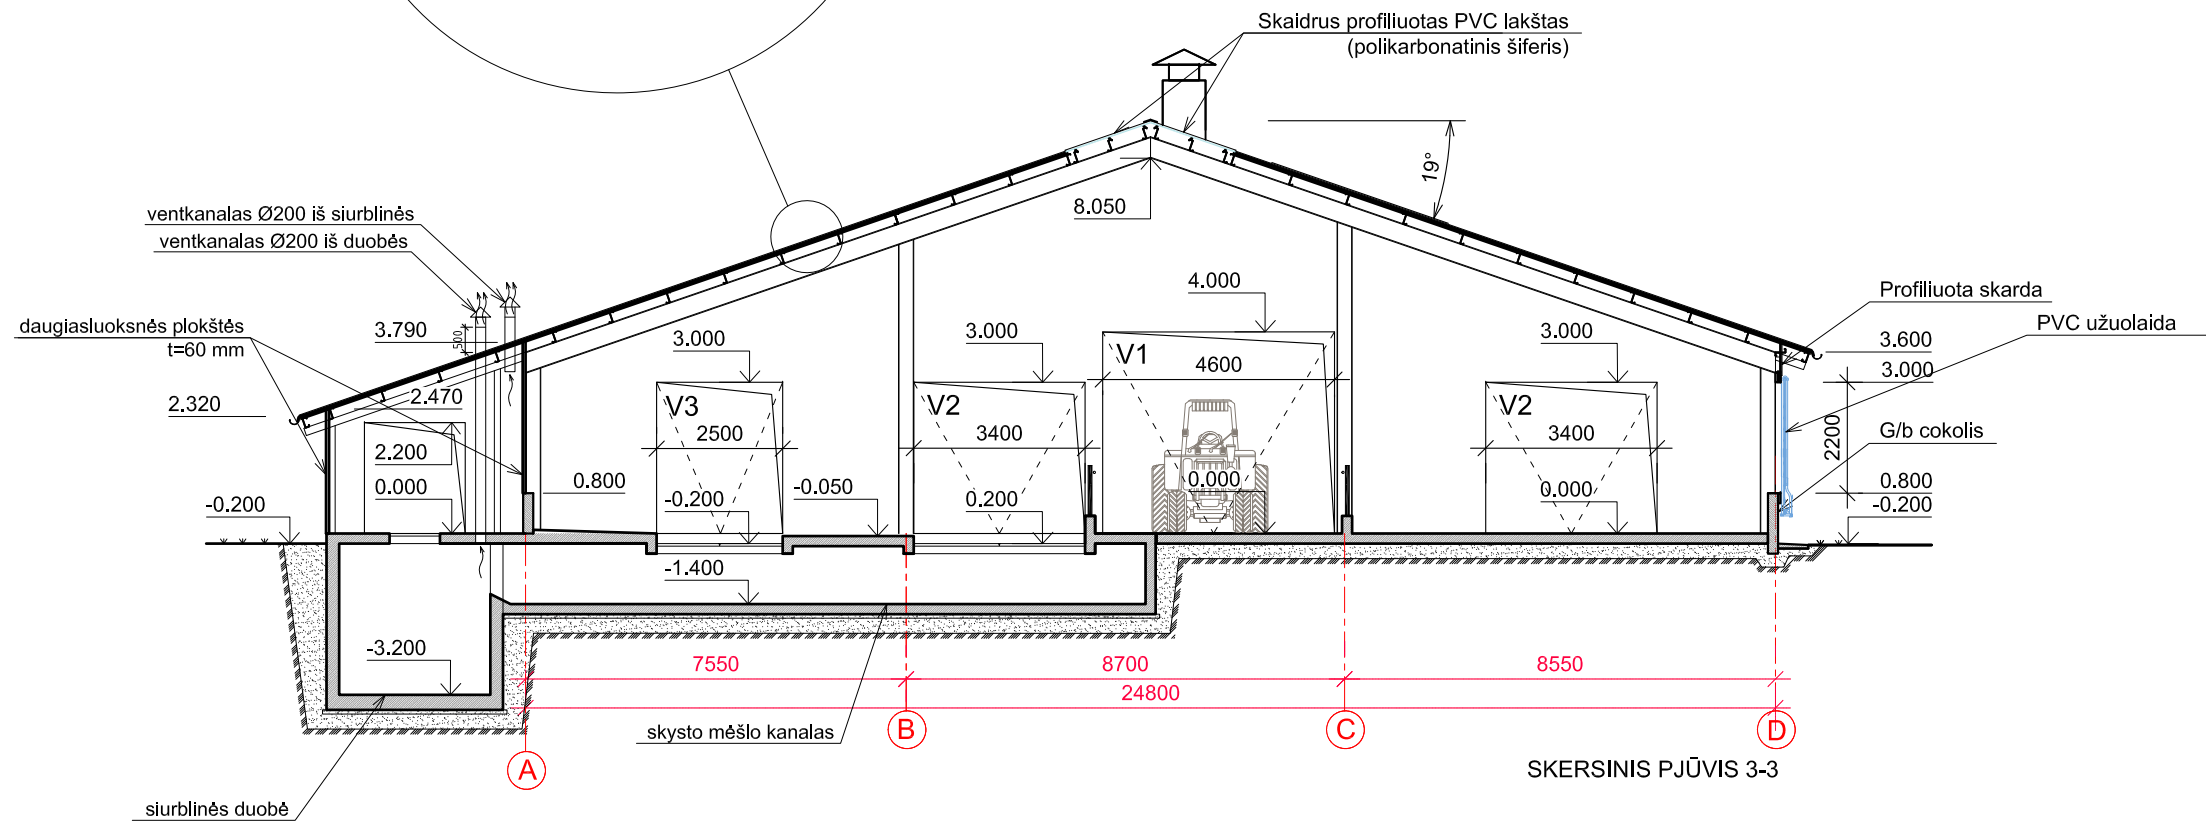 Skaidrus profiliuotas PVC lakštas
(polikarbonatinis šiferis)
19°
8.050
ventkanalas Ø200 iš siurblinės
ventkanalas Ø200 iš duobės
daugiasluoksnės plokštės
t=60 mm
3.790
500
2.470
2.320
3.000
3.000
4.000
3.000
V3
V2
V1
V2
2500
3400
4600
3400
Profiliuota skarda
PVC užuolaida
3.600
3.000
G/b cokolis
2200
0.800
-0.200
2.200
0.000
-0.200
0.800
-0.200
-0.050
0.200
0.000
0.000
-1.400
-3.200
7550
8700
8550
24800
skysto mėšlo kanalas
A
B
C
D
SKERSINIS PJŪVIS 3-3
siurblinės duobė